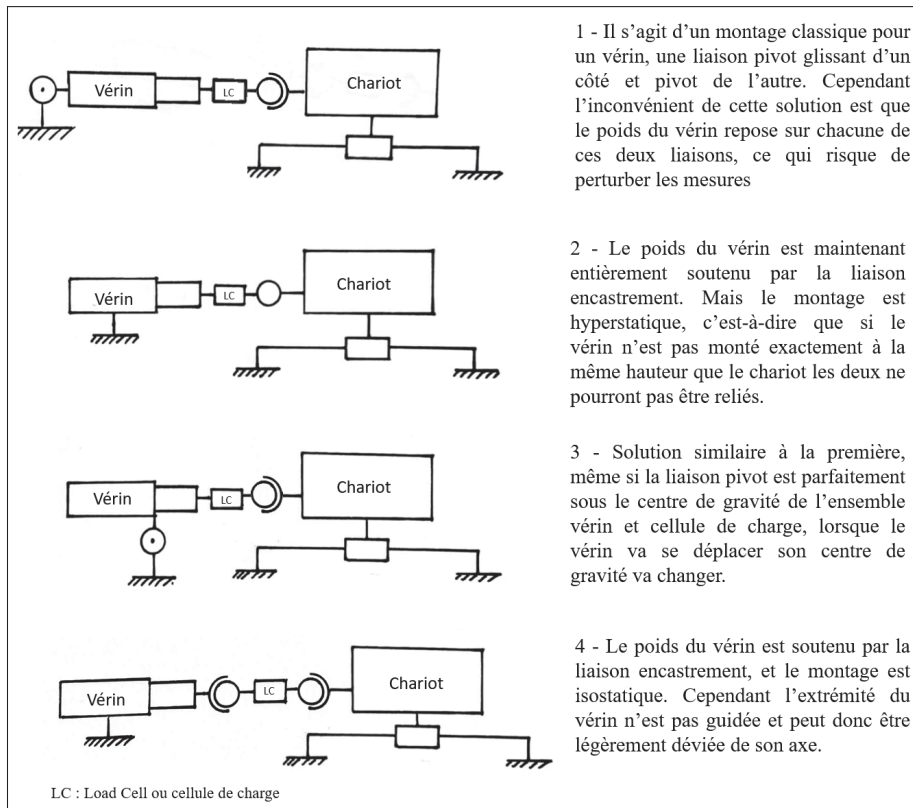 Vérin
LC
Chariot
1 - Il s’agit d’un montage classique pour
un vérin, une liaison pivot glissant d’un
côté et pivot de l’autre. Cependant
l’inconvénient de cette solution est que
le poids du vérin repose sur chacune de
ces deux liaisons, ce qui risque de
perturber les mesures
Vérin
LC
Chariot
2 - Le poids du vérin est maintenant
entièrement soutenu par la liaison
encastrement. Mais le montage est
hyperstatique, c’est-à-dire que si le
vérin n’est pas monté exactement à la
même hauteur que le chariot les deux ne
pourront pas être reliés.
Vérin
LC
Chariot
3 - Solution similaire à la première,
même si la liaison pivot est parfaitement
sous le centre de gravité de l’ensemble
vérin et cellule de charge, lorsque le
vérin va se déplacer son centre de
gravité va changer.
Vérin
LC
Chariot
4 - Le poids du vérin est soutenu par la
liaison encastrement, et le montage est
isostatique. Cependant l’extrémité du
vérin n’est pas guidée et peut donc être
légèrement déviée de son axe.
LC : Load Cell ou cellule de charge